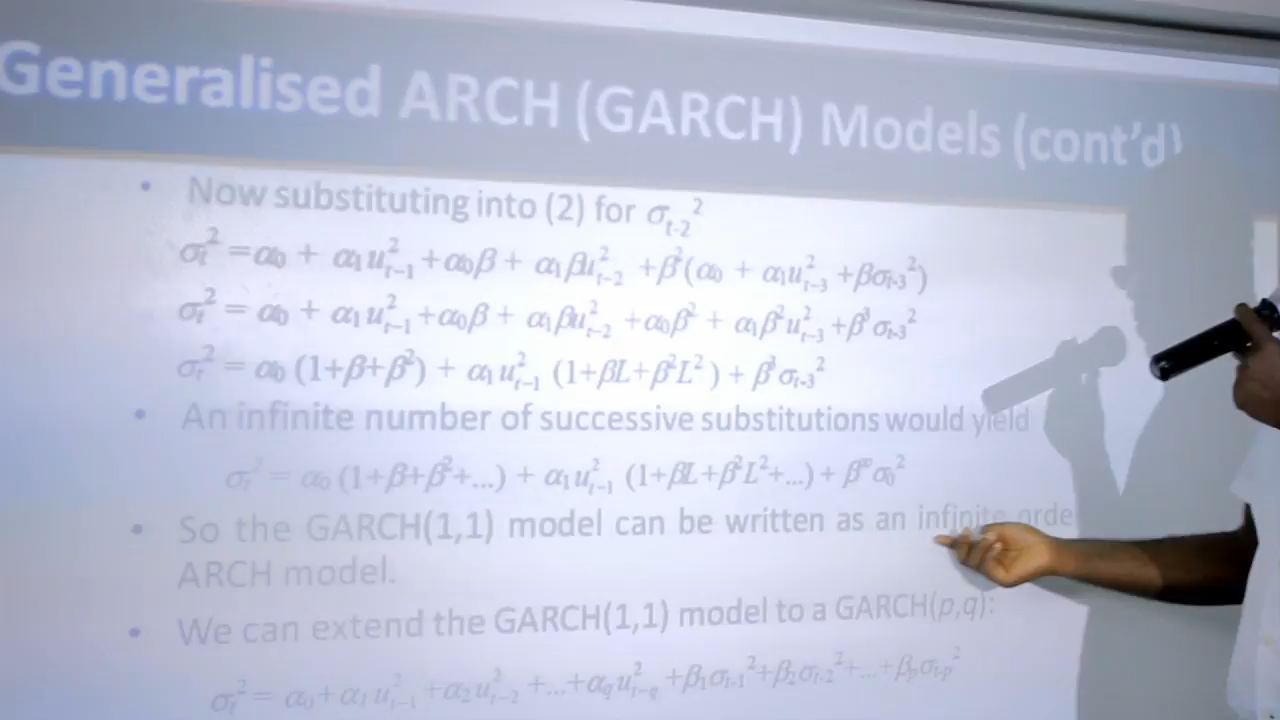 Generalised ARCH (GARCH) Models (cont'd)
• Now substituting into (2) for σₜ₋₂²
σₜ² = α₀ + α₁u²ₜ₋₁ + α₀β + α₁βu²ₜ₋₂ + β²(α₀ + α₁u²ₜ₋₃ + βσₜ₋₃²)
σₜ² = α₀ + α₁u²ₜ₋₁ + α₀β + α₁βu²ₜ₋₂ + α₀β² + α₁β²u²ₜ₋₃ + β³σₜ₋₃²
σₜ² = α₀ (1+β+β²) + α₁u²ₜ₋₁ (1+βL+β²L²) + β³σₜ₋₃²
• An infinite number of successive substitutions would yield
σₜ² = α₀ (1+β+β²+...) + α₁u²ₜ₋₁ (1+βL+β²L²+...) + β^∞σ₀²
• So the GARCH(1,1) model can be written as an infinite orde
ARCH model.
• We can extend the GARCH(1,1) model to a GARCH(p,q):
σₜ² = α₀+α₁u²ₜ₋₁+α₂u²ₜ₋₂+...+α_q u²_{t-q}+β₁σₜ₋₁²+β₂σₜ₋₂²+...+βₚσₜ₋ₚ²